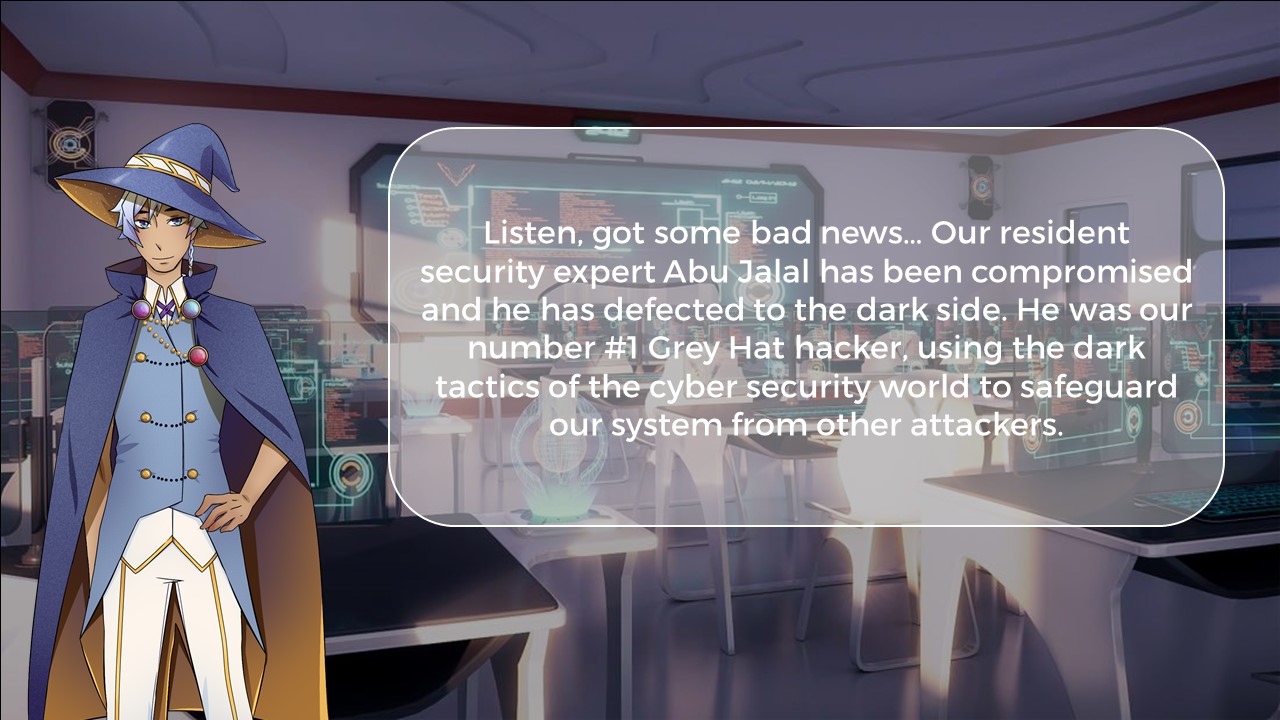 Listen, got some bad news... Our resident
security expert Abu Jalal has been compromised
and he has defected to the dark side. He was our
number #1 Grey Hat hacker, using the dark
tactics of the cyber security world to safeguard
our system from other attackers.